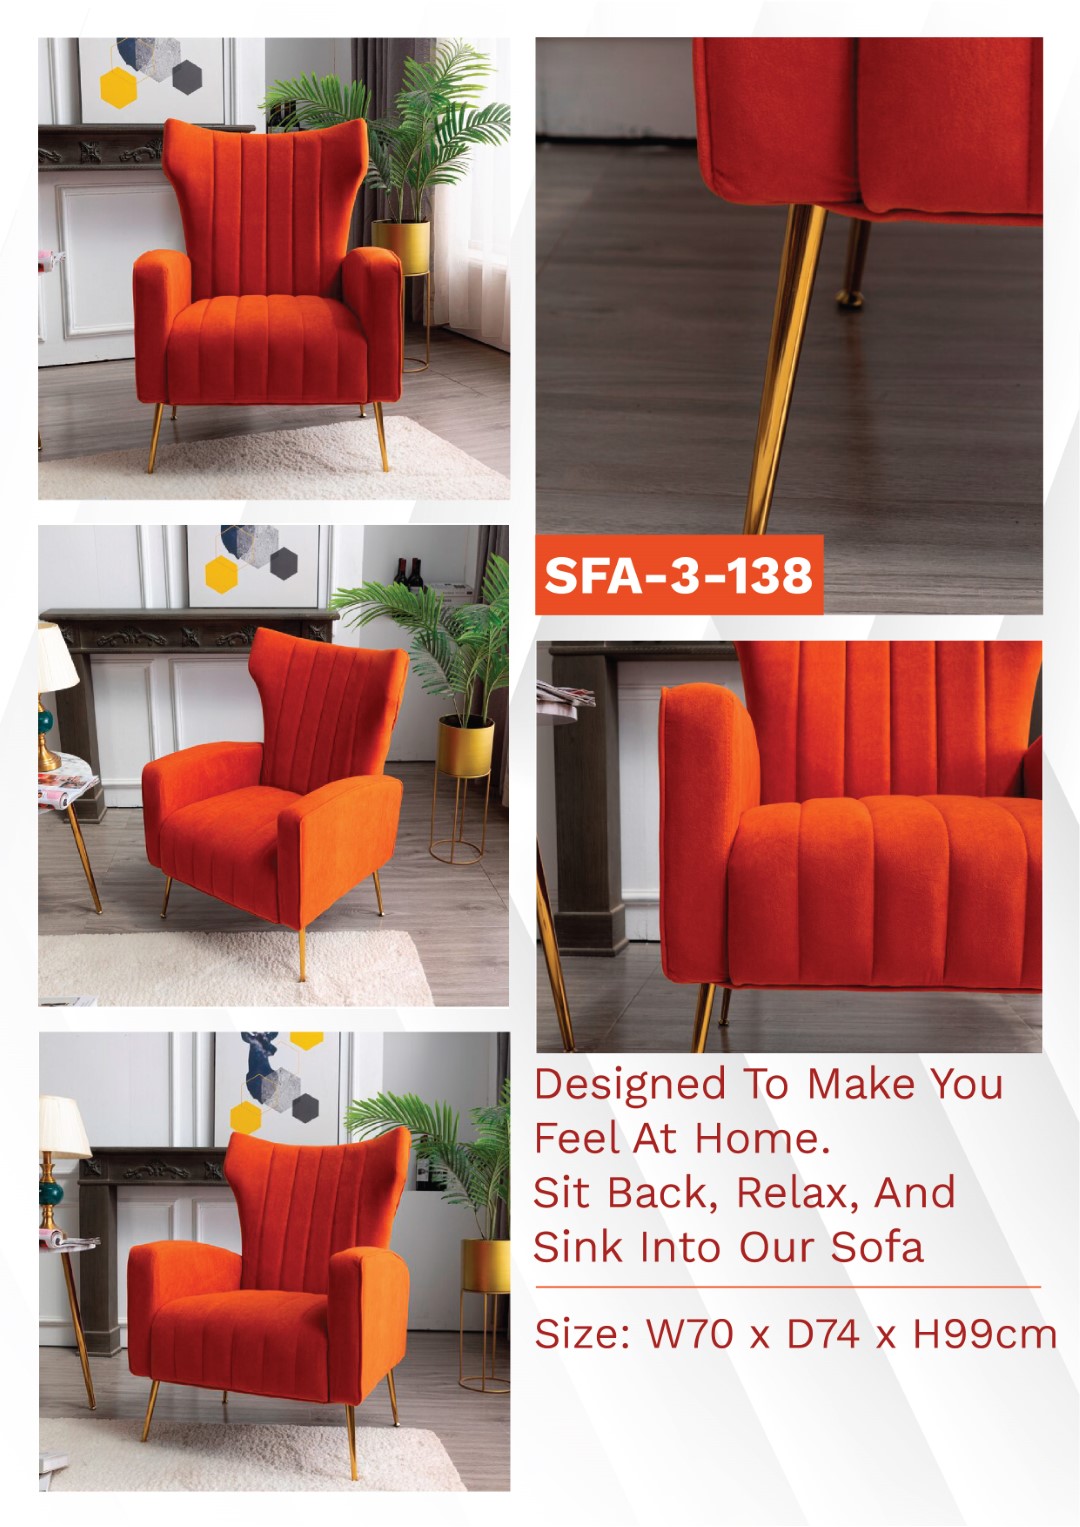 SFA-3-138
Designed To Make You
Feel At Home.
Sit Back, Relax, And
Sink Into Our Sofa
Size: W70 x D74 x H99cm